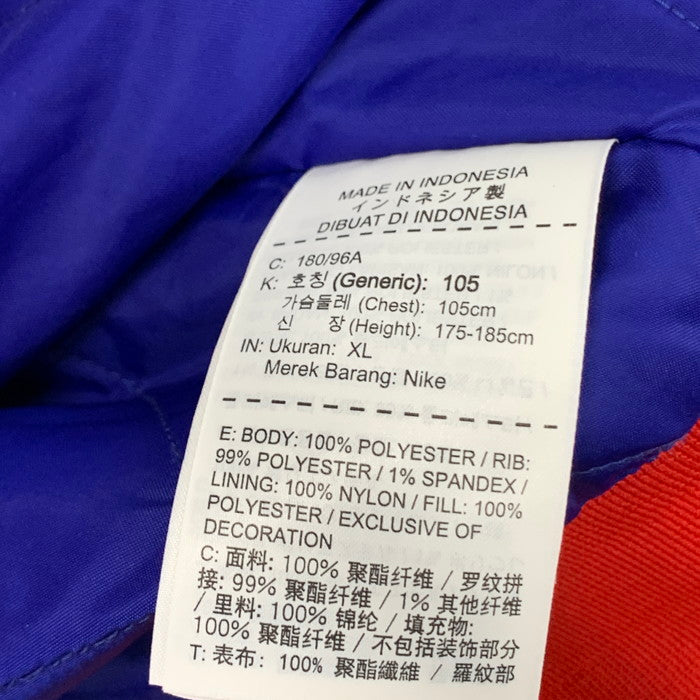 MADE IN INDONESIA
インドネシア製
DIBUAT DI INDONESIA
C: 180/96A
K: 호칭 (Generic): 105
가슴둘레 (Chest): 105cm
신 장 (Height): 175-185cm
IN: Ukuran: XL
Merek Barang: Nike
E: BODY: 100% POLYESTER / RIB:
99% POLYESTER / 1% SPANDEX /
LINING: 100% NYLON / FILL: 100%
POLYESTER / EXCLUSIVE OF
DECORATION
C: 面料: 100% 聚酯纤维 / 罗纹拼
接: 99% 聚酯纤维 / 1% 其他纤维
/ 里料: 100% 锦纶 / 填充物:
100% 聚酯纤维 / 不包括装饰部分
T: 表布: 100% 聚酯纖維 / 羅紋部